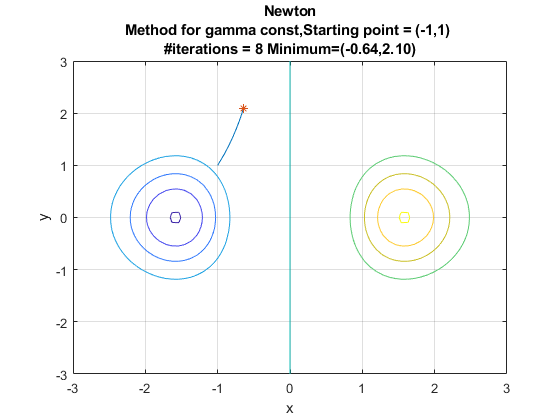 Newton
Method for gamma const,Starting point = (-1,1)
#iterations = 8 Minimum=(-0.64,2.10)
3
2
1
0
-1
-2
-3
y
-3
-2
-1
0
1
2
3
x